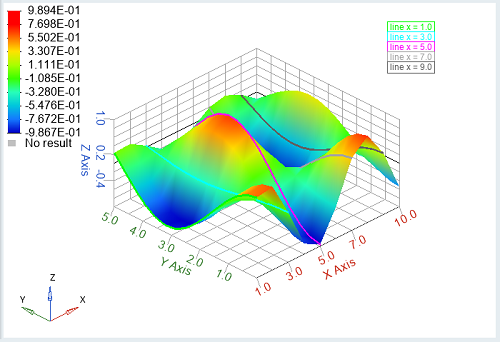 9.894E-01
7.698E-01
5.502E-01
3.307E-01
1.111E-01
-1.085E-01
-3.280E-01
-5.476E-01
-7.672E-01
-9.867E-01
No result
line x = 1.0
line x = 3.0
line x = 5.0
line x = 7.0
line x = 9.0
1.0
0.2
-0.4
Z Axis
5.0
4.0
3.0
2.0
1.0
Y Axis
1.0
3.0
5.0
7.0
10.0
X Axis
Z
Y
X